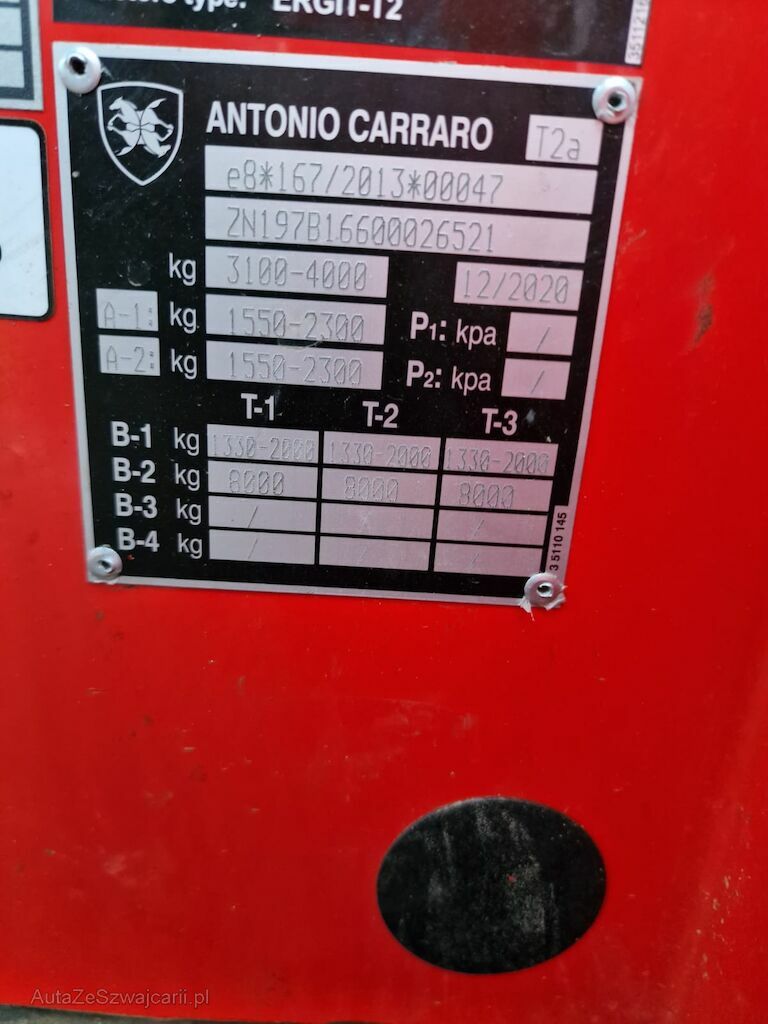 type: ERGIT-T2
3511216
ANTONIO CARRARO T2a
e8*167/2013*00047
ZN197B16600026521
kg 3100-4000 12/2020
A-1: kg 1550-2300 P1: kpa /
A-2: kg 1550-2300 P2: kpa /
T-1 T-2 T-3
B-1 kg 1330-2000 1330-2000 1330-2000
B-2 kg 8000 8000 8000
B-3 kg / / /
B-4 kg / / /
3 5110 145
AutaZeSzwajcarii.pl